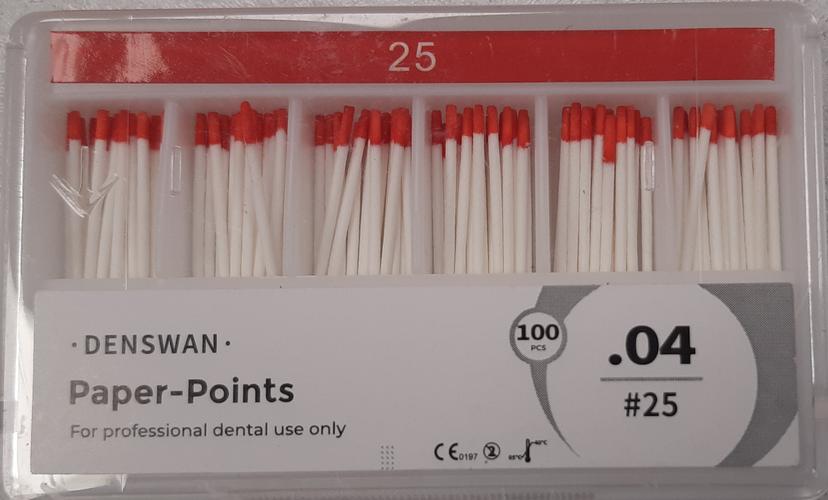 25
·DENSWAN·
Paper-Points
For professional dental use only
100
PCS
.04
#25
CE0197